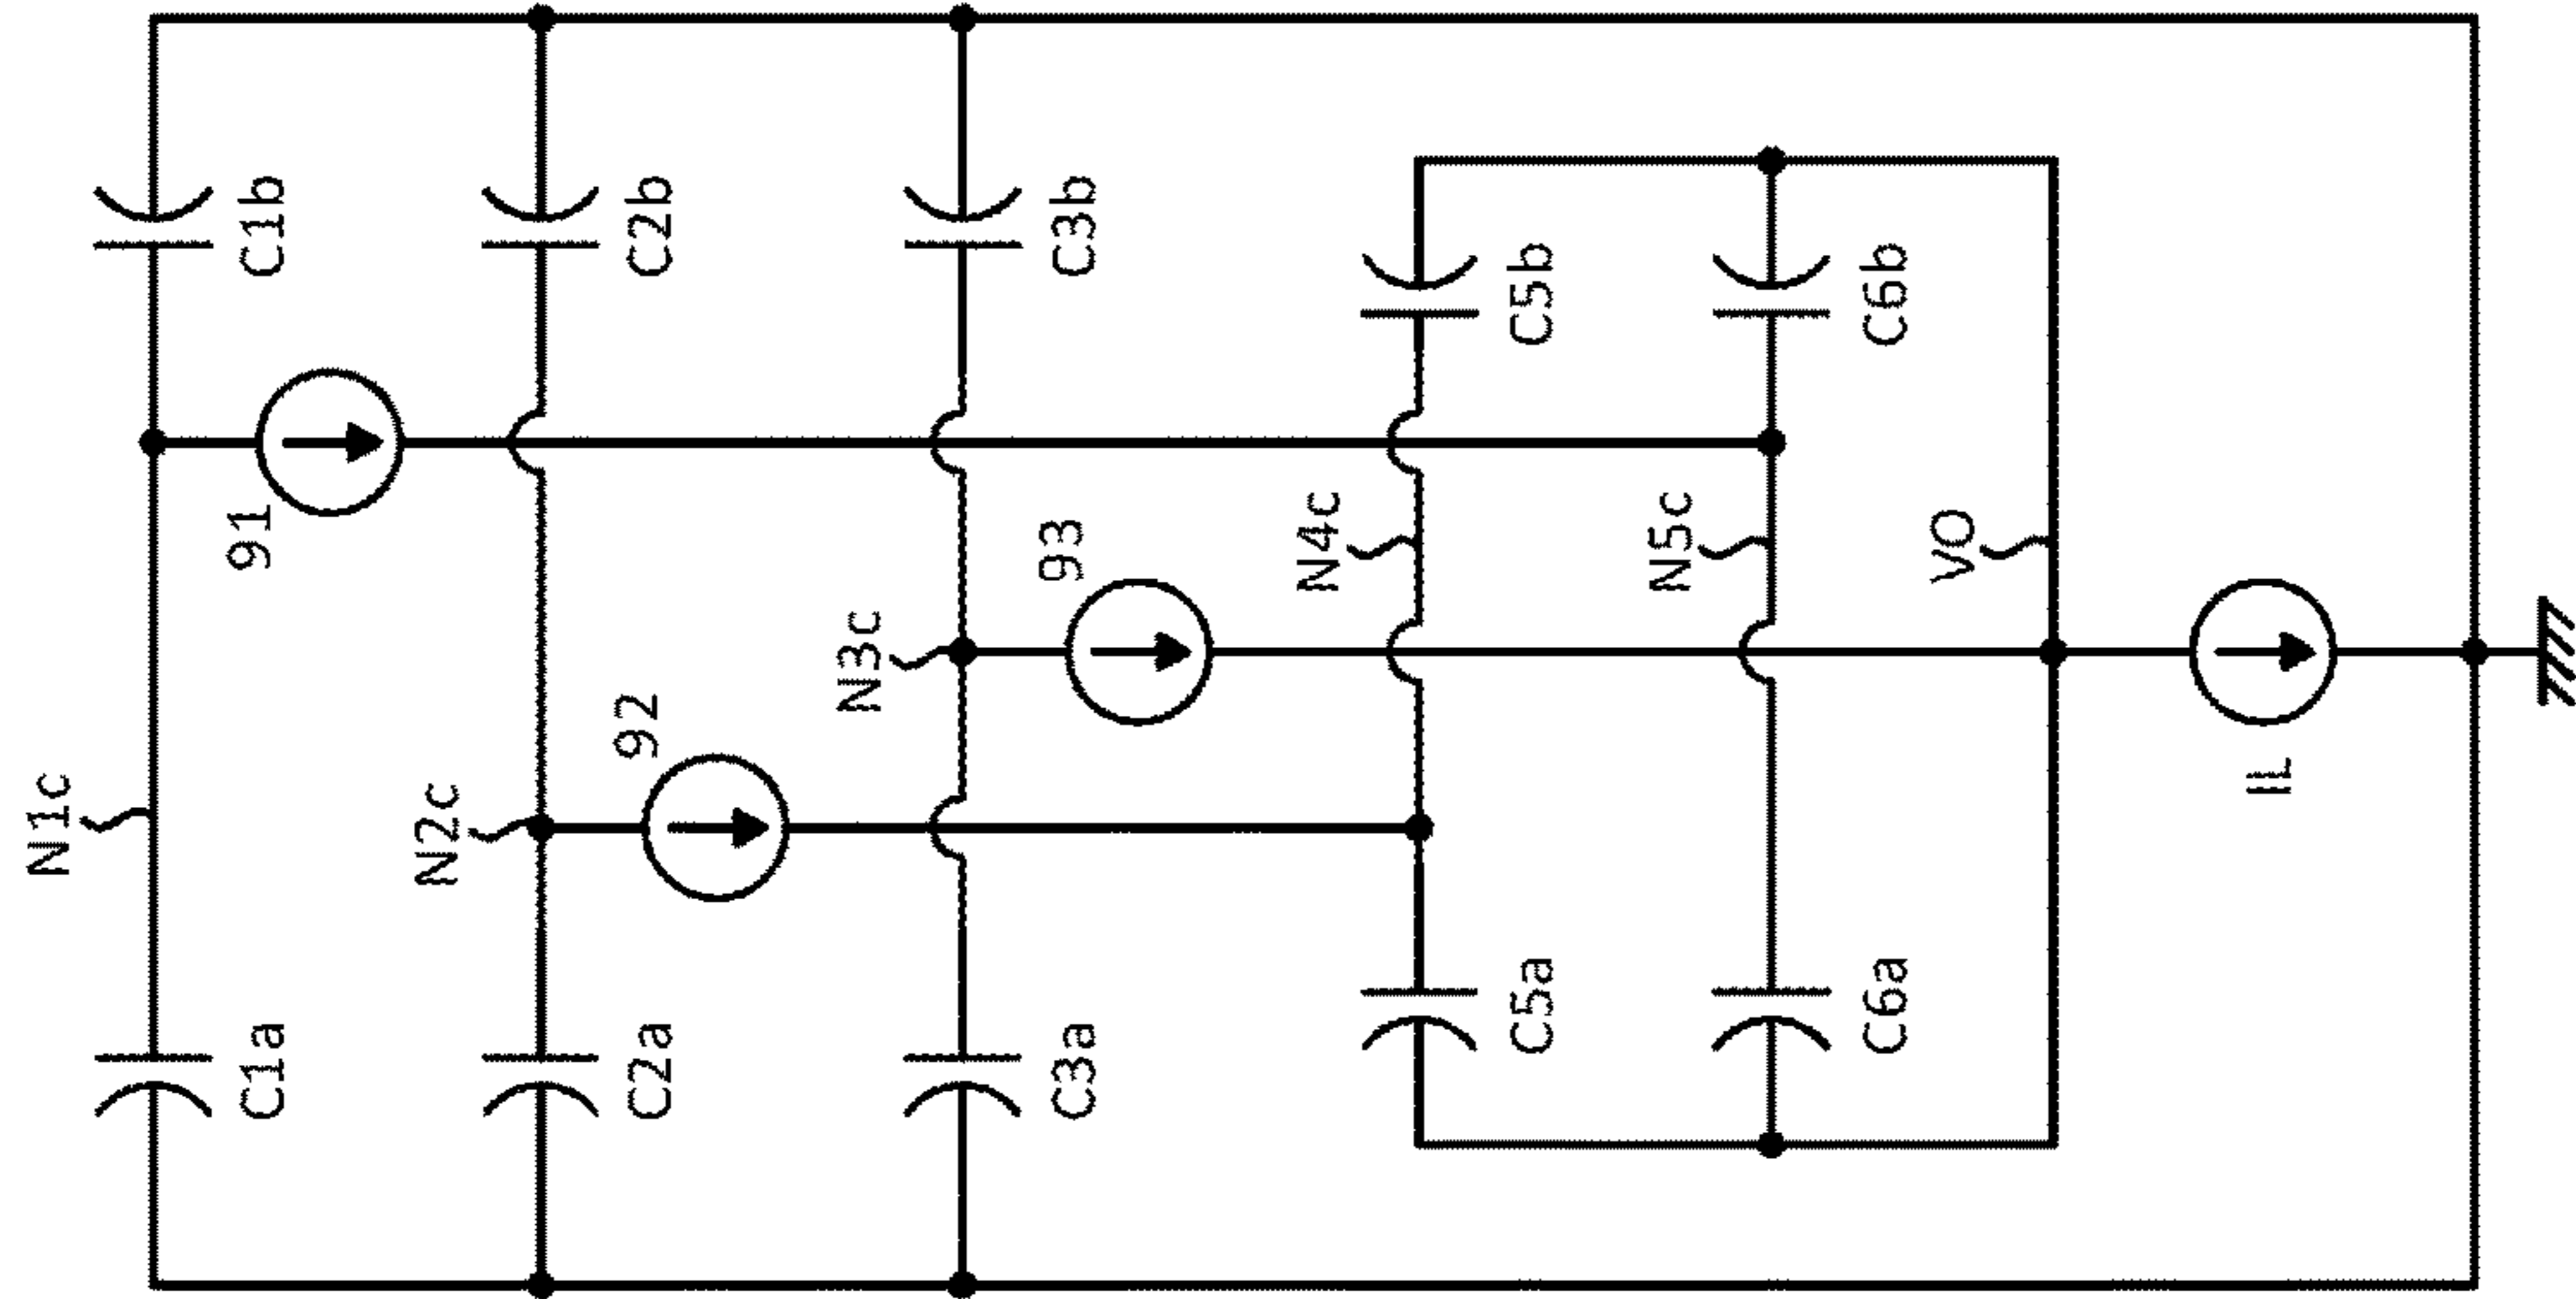 N1c
C1a
91
C1b
N2c
C2a
92
C2b
N3c
C3a
93
C3b
N4c
C5a
C5b
N5c
C6a
C6b
VO
IL